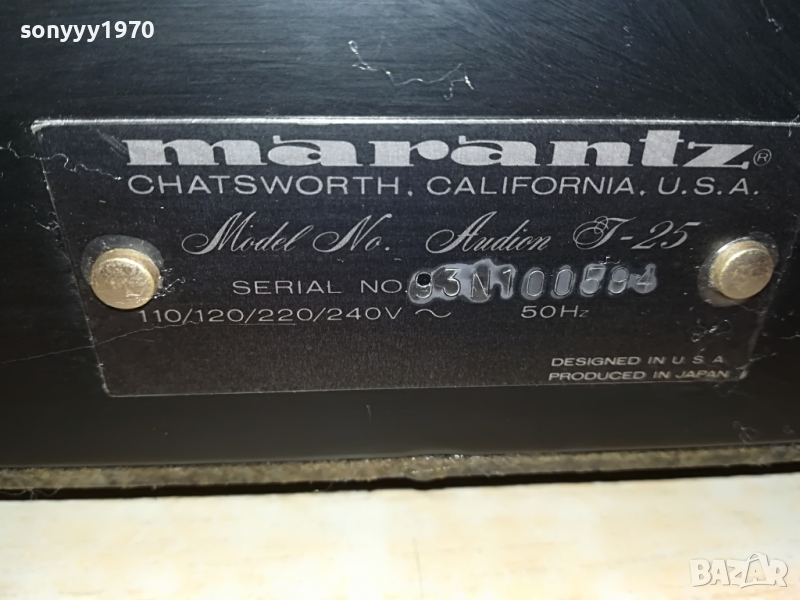 sonyyy1970
marantz®
CHATSWORTH, CALIFORNIA, U.S.A.
Model No. Audion T-25
SERIAL NO.
110/120/220/240V ~ 50Hz
DESIGNED IN U.S.A.
PRODUCED IN JAPAN
BAZAR